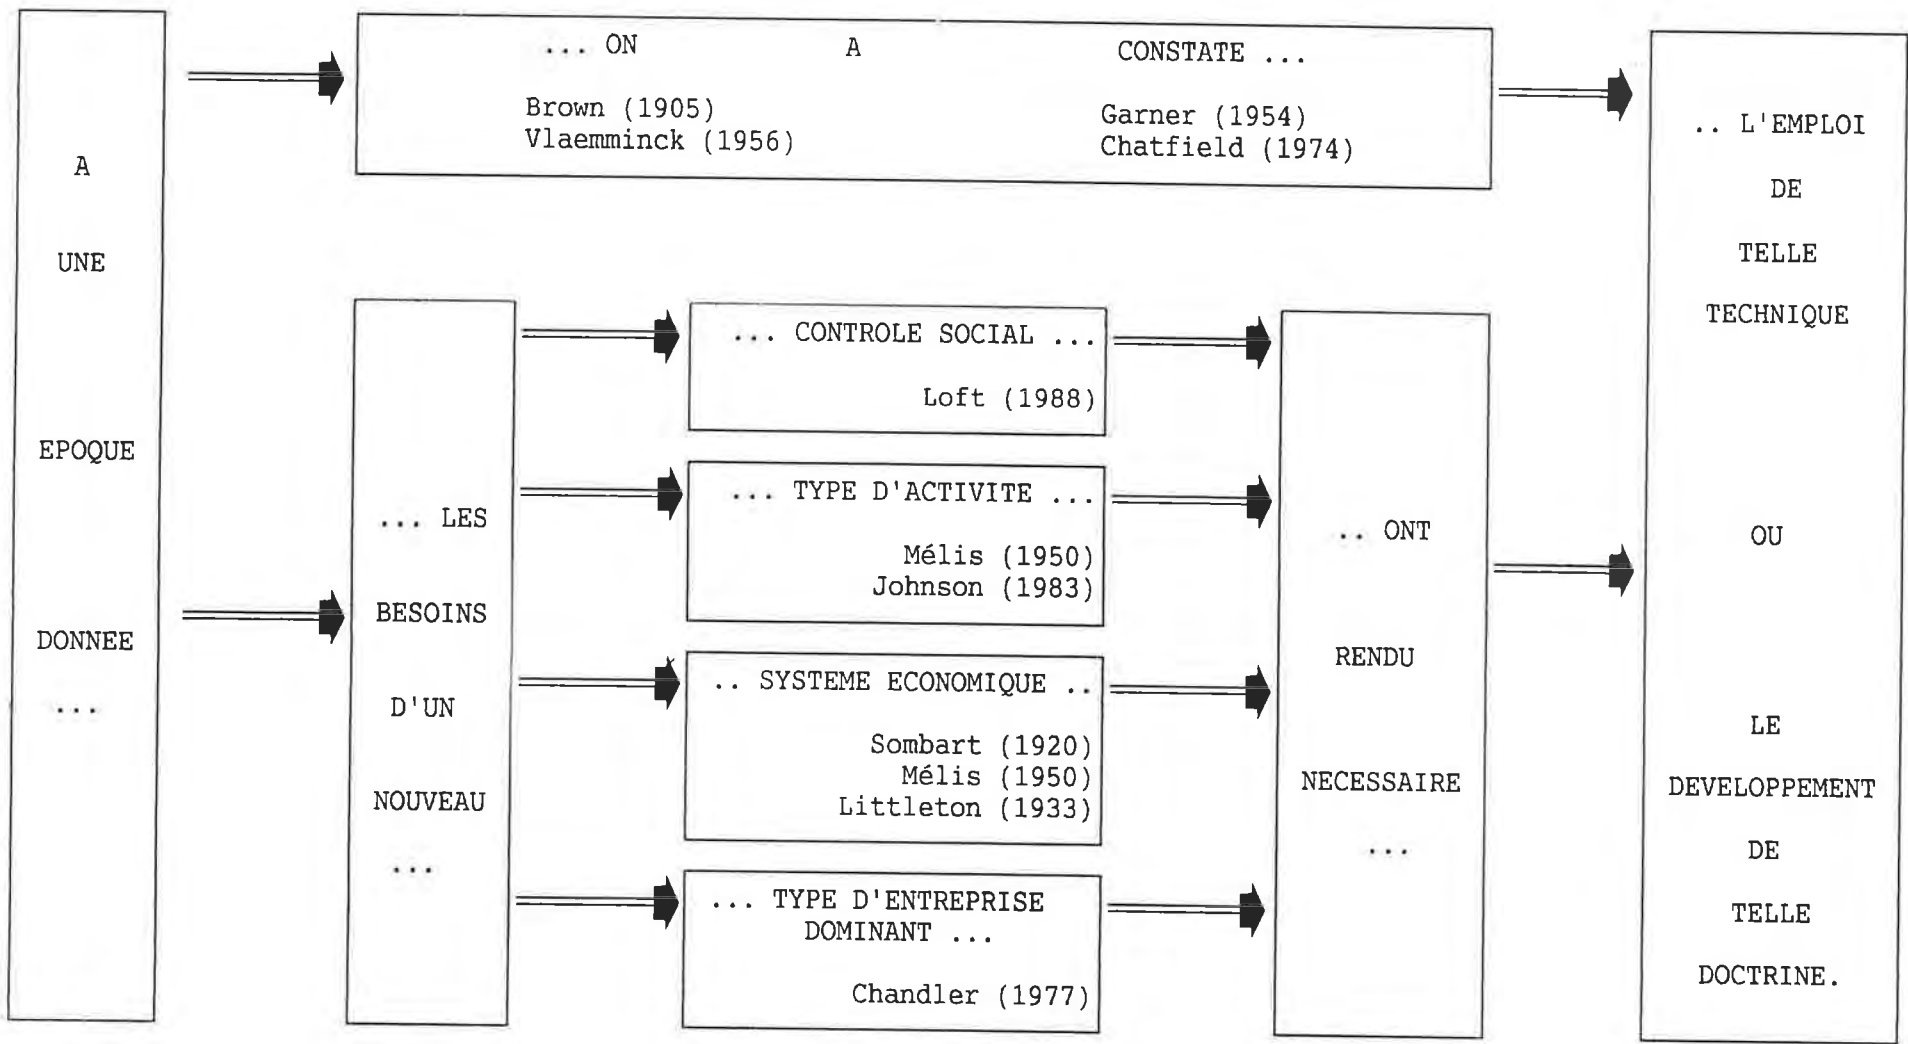 A
UNE
EPOQUE
DONNEE
...
... ON A CONSTATE ...
Brown (1905) Garner (1954)
Vlaemminck (1956) Chatfield (1974)
... LES
BESOINS
D'UN
NOUVEAU
...
... CONTROLE SOCIAL ...
Loft (1988)
... TYPE D'ACTIVITE ...
Mélis (1950)
Johnson (1983)
.. SYSTEME ECONOMIQUE ..
Sombart (1920)
Mélis (1950)
Littleton (1933)
... TYPE D'ENTREPRISE
DOMINANT ...
Chandler (1977)
.. ONT
RENDU
NECESSAIRE
...
.. L'EMPLOI
DE
TELLE
TECHNIQUE
OU
LE
DEVELOPPEMENT
DE
TELLE
DOCTRINE.